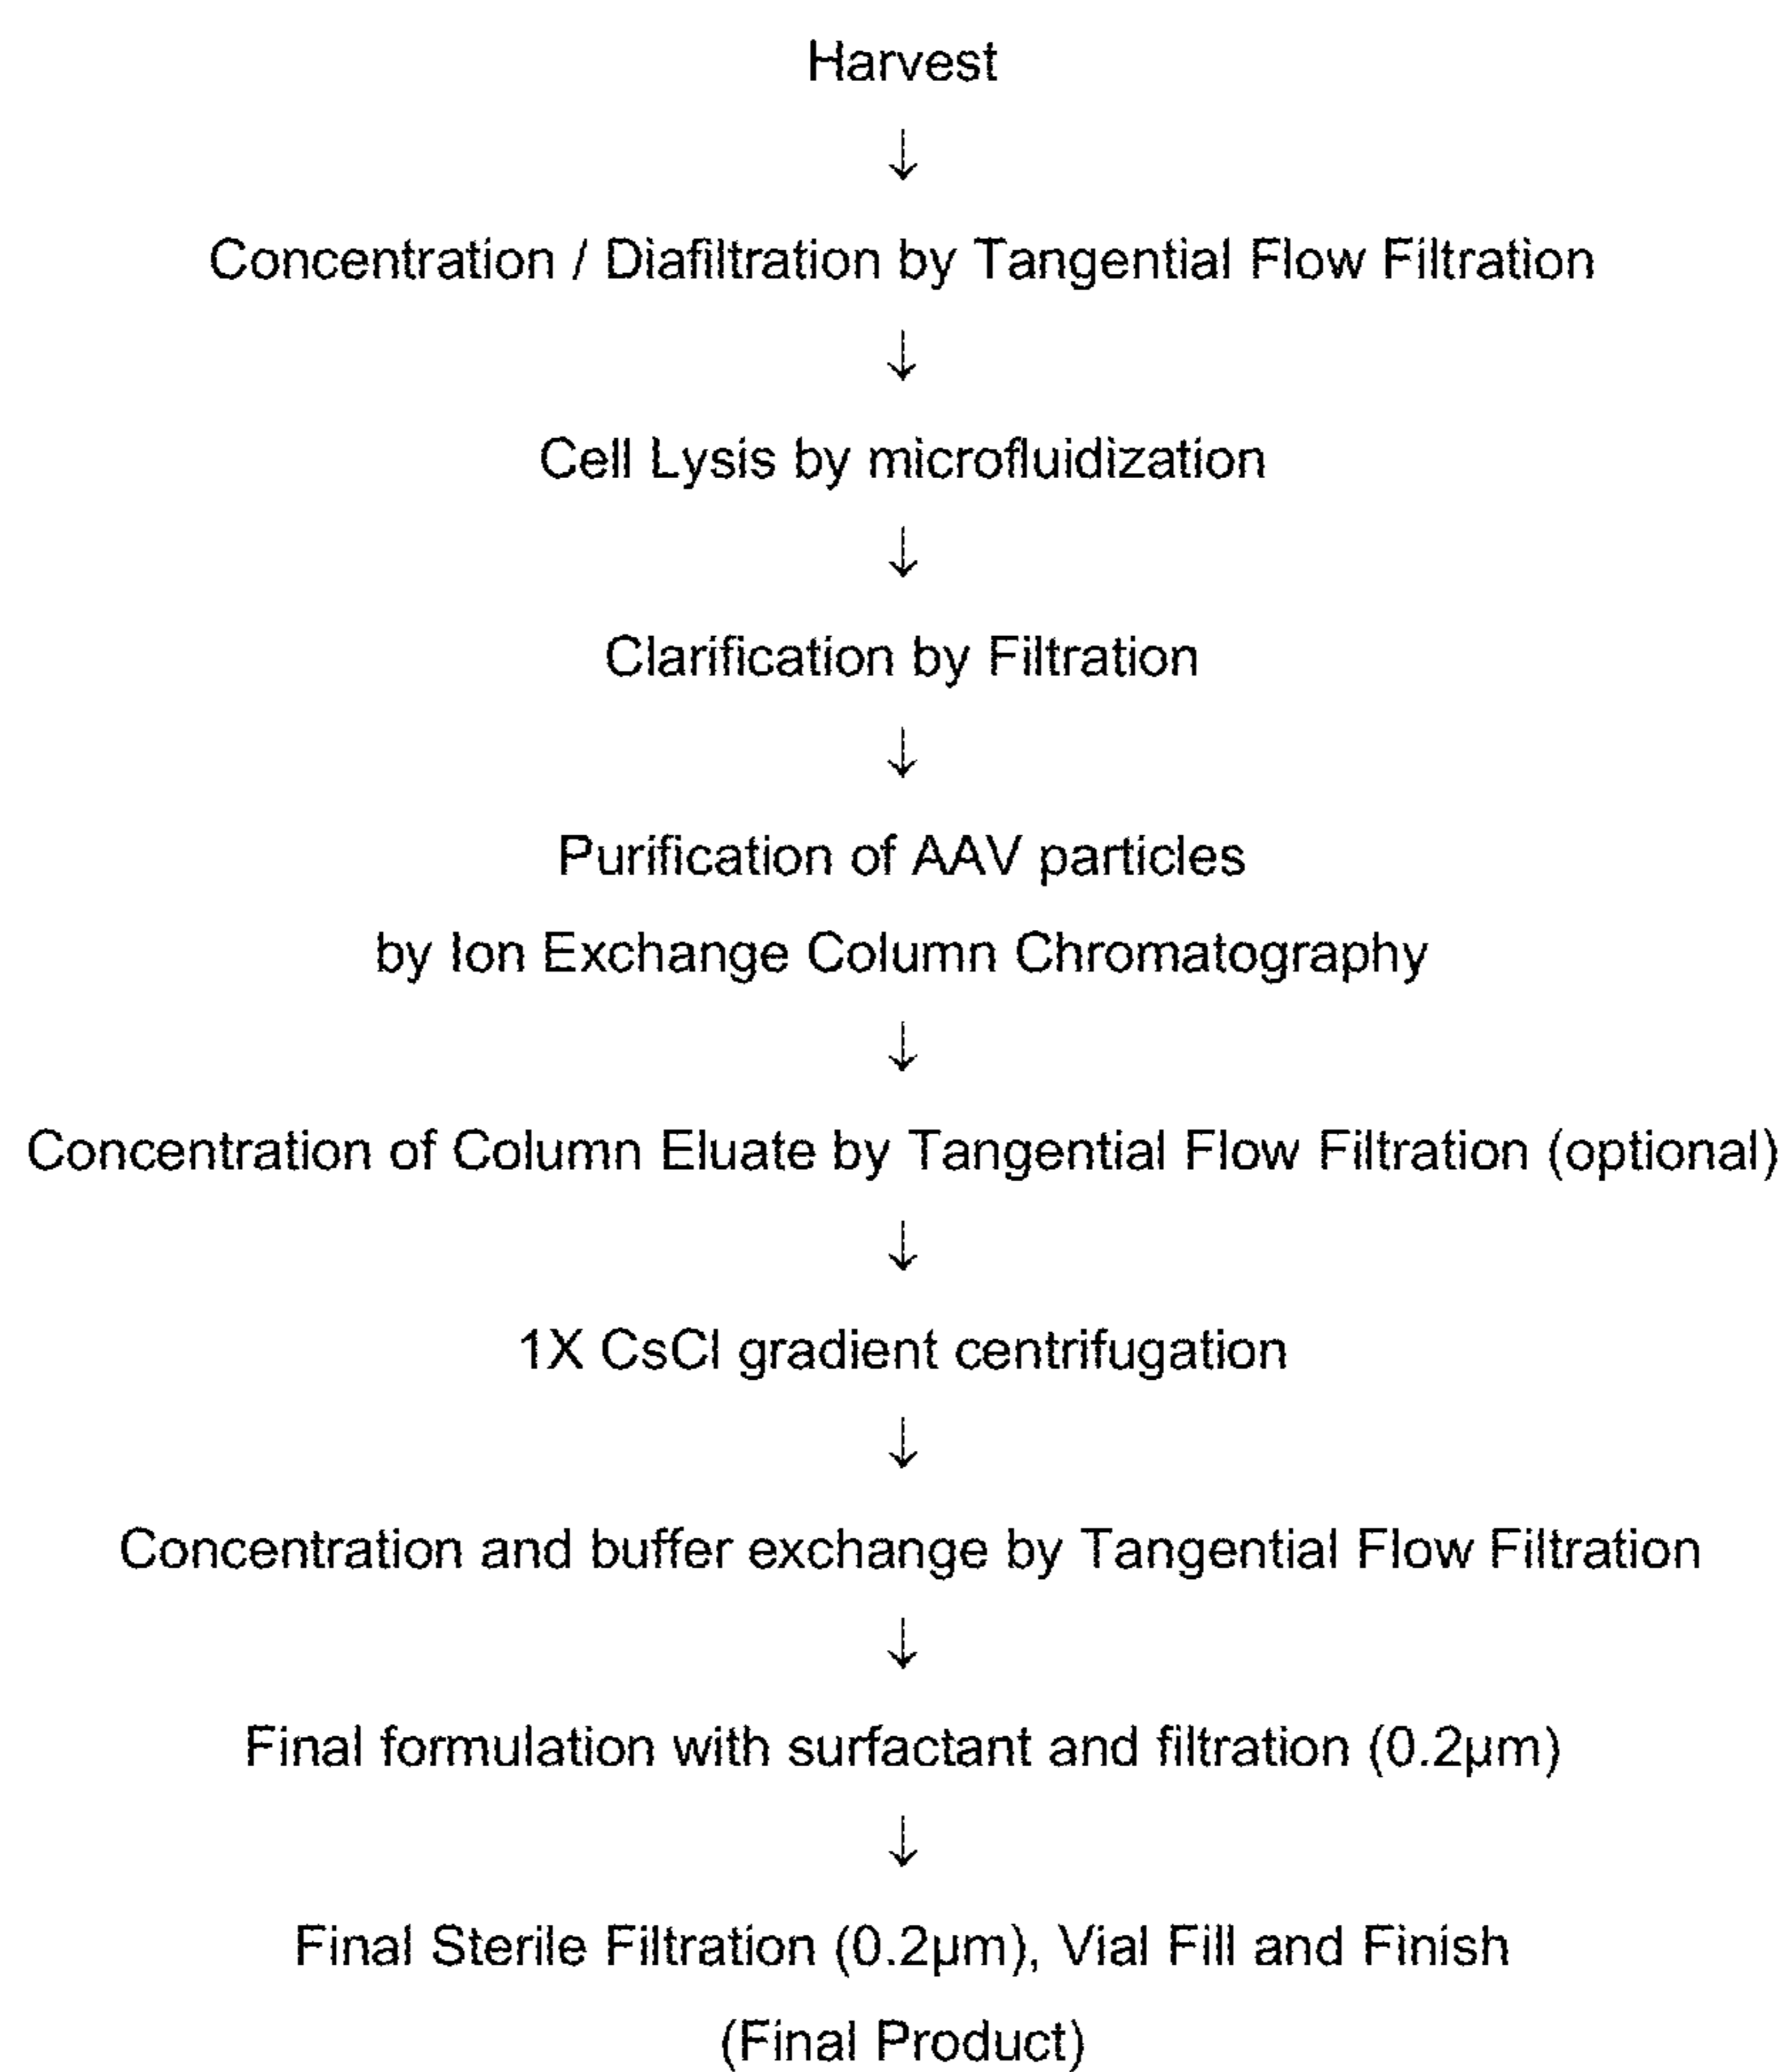 Harvest
↓
Concentration / Diafiltration by Tangential Flow Filtration
↓
Cell Lysis by microfluidization
↓
Clarification by Filtration
↓
Purification of AAV particles
by Ion Exchange Column Chromatography
↓
Concentration of Column Eluate by Tangential Flow Filtration (optional)
↓
1X CsCl gradient centrifugation
↓
Concentration and buffer exchange by Tangential Flow Filtration
↓
Final formulation with surfactant and filtration (0.2µm)
↓
Final Sterile Filtration (0.2µm), Vial Fill and Finish
(Final Product)